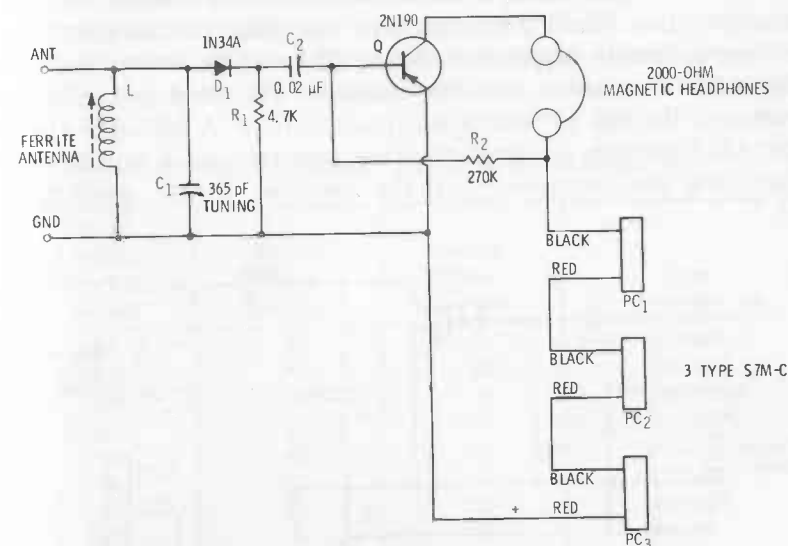 2N190
ANT
1N34A
C2
Q
L
D1
0.02 µF
2000-OHM
MAGNETIC HEADPHONES
R1
4.7K
FERRITE
ANTENNA
R2
270K
C1
365 pF
TUNING
GND
BLACK
RED
PC1
BLACK
RED
PC2
3 TYPE S7M-C
BLACK
+ RED
PC3